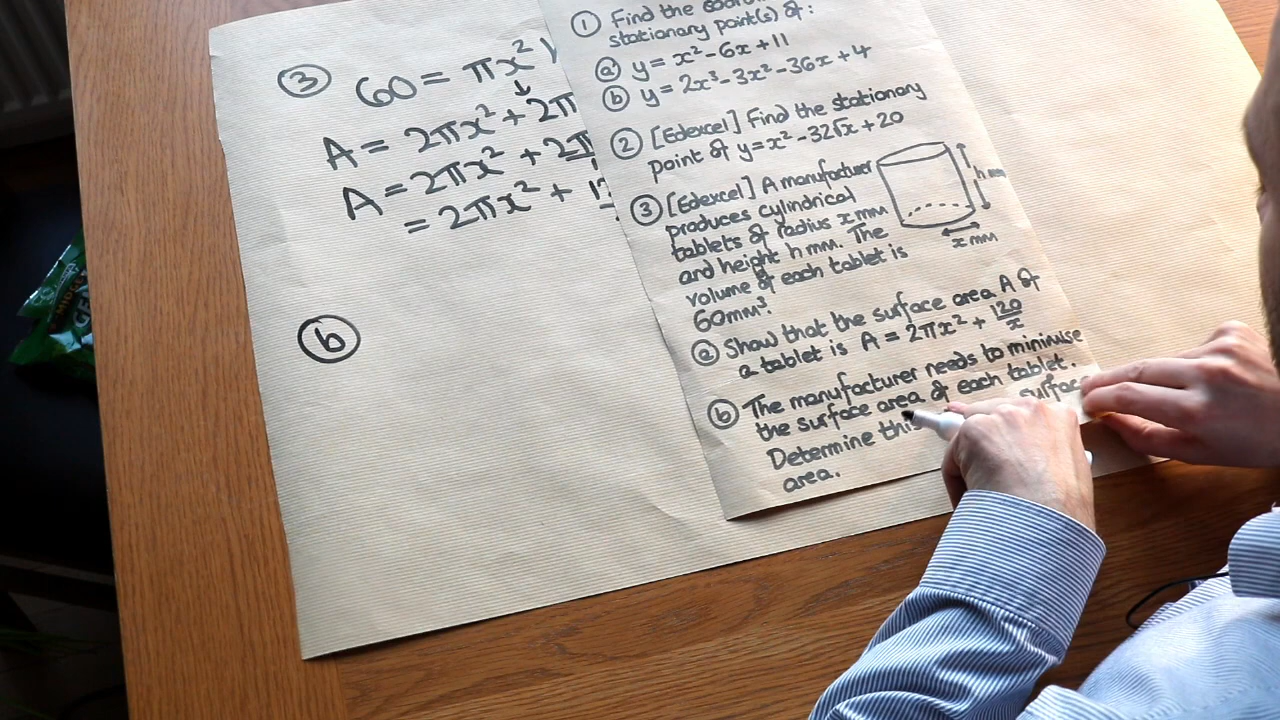 ③ 60 = πx²
A = 2πx² + 2π
A = 2πx² + 2π
= 2πx² +
ⓑ
① Find the
stationary point(s) of:
ⓐ y = x² - 6x + 11
ⓑ y = 2x³ - 3x² - 36x + 4
② [Edexcel] Find the stationary
point of y = x² - 32√x + 20
③ [Edexcel] A manufacturer
produces cylindrical
tablets of radius x mm
and height h mm. The
volume of each tablet is
60mm³.
h mm
x mm
ⓐ Show that the surface area A of
a tablet is A = 2πx² + 120/x
ⓑ The manufacturer needs to minimise
the surface area of each tablet.
Determine this surface
area.